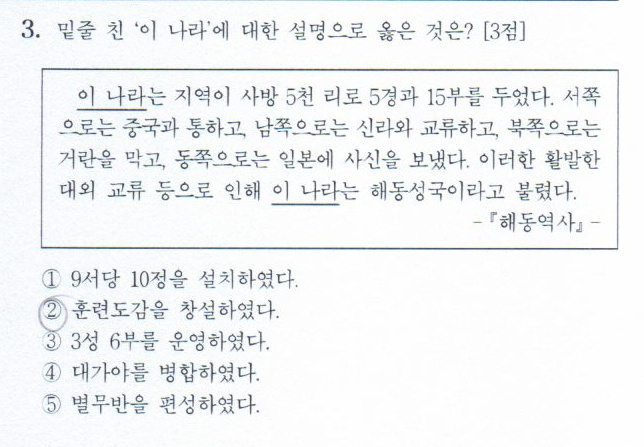 3. 밑줄 친 '이 나라'에 대한 설명으로 옳은 것은? [3점]
이 나라는 지역이 사방 5천 리로 5경과 15부를 두었다. 서쪽
으로는 중국과 통하고, 남쪽으로는 신라와 교류하고, 북쪽으로는
거란을 막고, 동쪽으로는 일본에 사신을 보냈다. 이러한 활발한
대외 교류 등으로 인해 이 나라는 해동성국이라고 불렸다.
-『해동역사』-
① 9서당 10정을 설치하였다.
② 훈련도감을 창설하였다.
③ 3성 6부를 운영하였다.
④ 대가야를 병합하였다.
⑤ 별무반을 편성하였다.